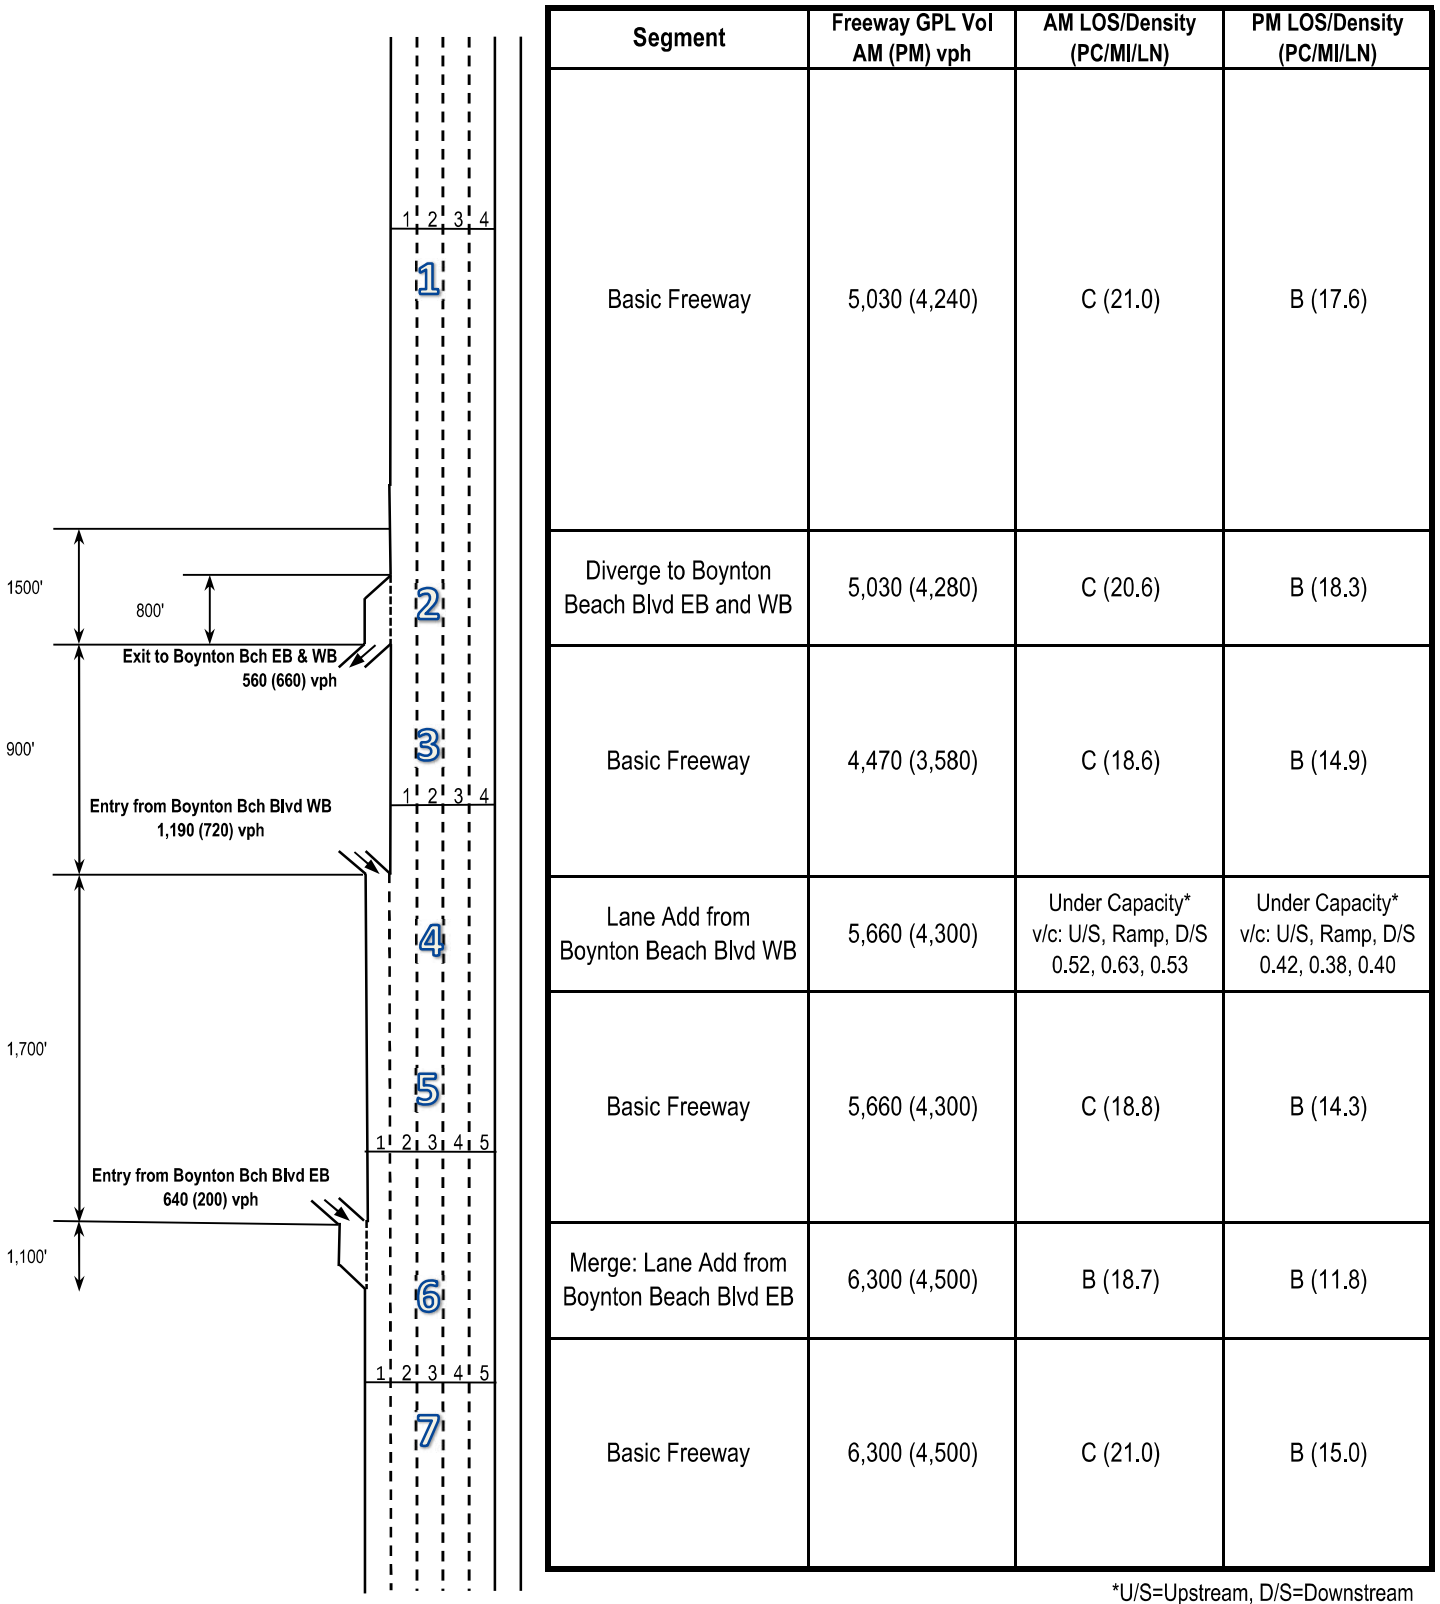 Segment
Freeway GPL Vol
AM (PM) vph
AM LOS/Density
(PC/MI/LN)
PM LOS/Density
(PC/MI/LN)
1 2 3 4
1
Basic Freeway
5,030 (4,240)
C (21.0)
B (17.6)
1500'
800'
2
Diverge to Boynton
Beach Blvd EB and WB
5,030 (4,280)
C (20.6)
B (18.3)
Exit to Boynton Bch EB & WB
560 (660) vph
900'
3
Basic Freeway
4,470 (3,580)
C (18.6)
B (14.9)
1 2 3 4
Entry from Boynton Bch Blvd WB
1,190 (720) vph
4
Lane Add from
Boynton Beach Blvd WB
5,660 (4,300)
Under Capacity*
v/c: U/S, Ramp, D/S
0.52, 0.63, 0.53
Under Capacity*
v/c: U/S, Ramp, D/S
0.42, 0.38, 0.40
1,700'
5
Basic Freeway
5,660 (4,300)
C (18.8)
B (14.3)
1 2 3 4 5
Entry from Boynton Bch Blvd EB
640 (200) vph
1,100'
6
Merge: Lane Add from
Boynton Beach Blvd EB
6,300 (4,500)
B (18.7)
B (11.8)
1 2 3 4 5
7
Basic Freeway
6,300 (4,500)
C (21.0)
B (15.0)
*U/S=Upstream, D/S=Downstream